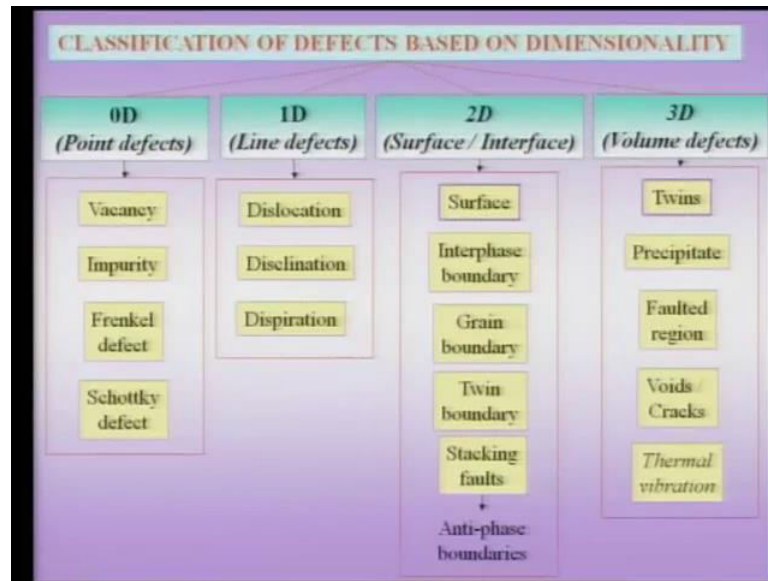 CLASSIFICATION OF DEFECTS BASED ON DIMENSIONALITY
0D
(Point defects)
Vacancy
Impurity
Frenkel
defect
Schottky
defect
1D
(Line defects)
Dislocation
Disclination
Dispiration
2D
(Surface / Interface)
Surface
Interphase
boundary
Grain
boundary
Twin
boundary
Stacking
faults
Anti-phase
boundaries
3D
(Volume defects)
Twins
Precipitate
Faulted
region
Voids /
Cracks
Thermal
vibration